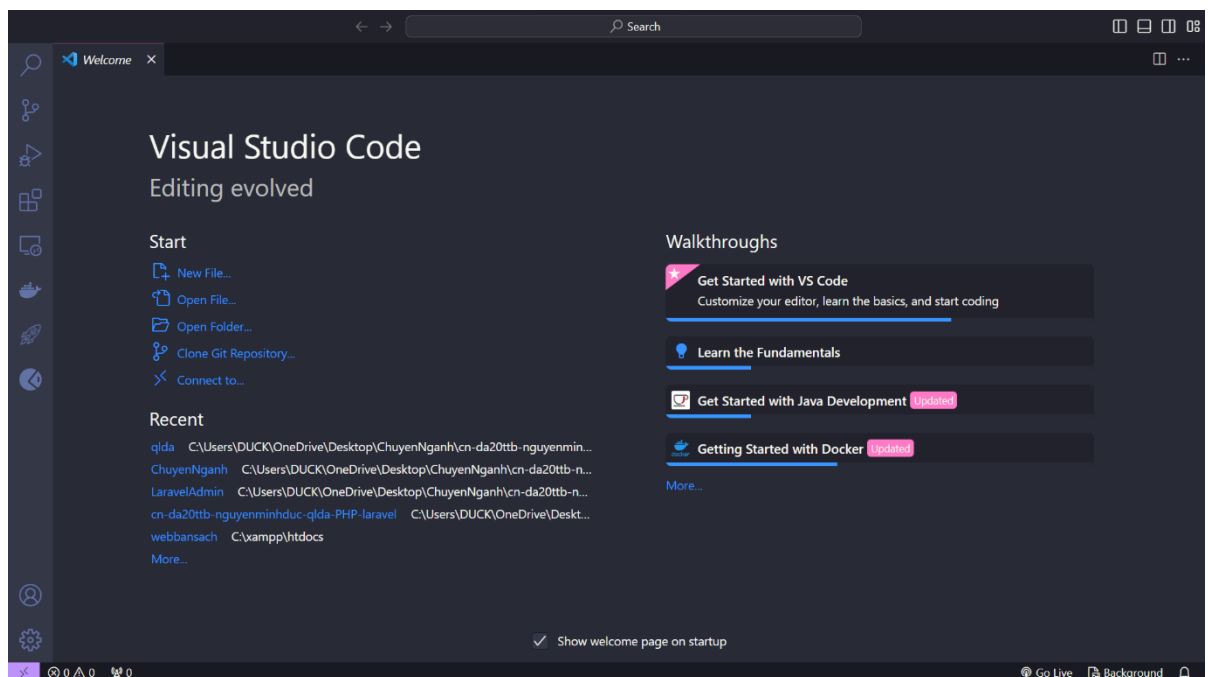 Search
Welcome
Visual Studio Code
Editing evolved
Start
New File...
Open File...
Open Folder...
Clone Git Repository...
Connect to...
Recent
qlda C:\Users\DUCK\OneDrive\Desktop\ChuyenNganh\cn-da20ttb-nguyenmin...
ChuyenNganh C:\Users\DUCK\OneDrive\Desktop\ChuyenNganh\cn-da20ttb-n...
LaravelAdmin C:\Users\DUCK\OneDrive\Desktop\ChuyenNganh\cn-da20ttb-n...
cn-da20ttb-nguyenminhduc-qlda-PHP-laravel C:\Users\DUCK\OneDrive\Deskt...
webbansach C:\xampp\htdocs
More...
Walkthroughs
Get Started with VS Code
Customize your editor, learn the basics, and start coding
Learn the Fundamentals
Get Started with Java Development Updated
Getting Started with Docker Updated
More...
Show welcome page on startup
0 0 0 Go Live Background